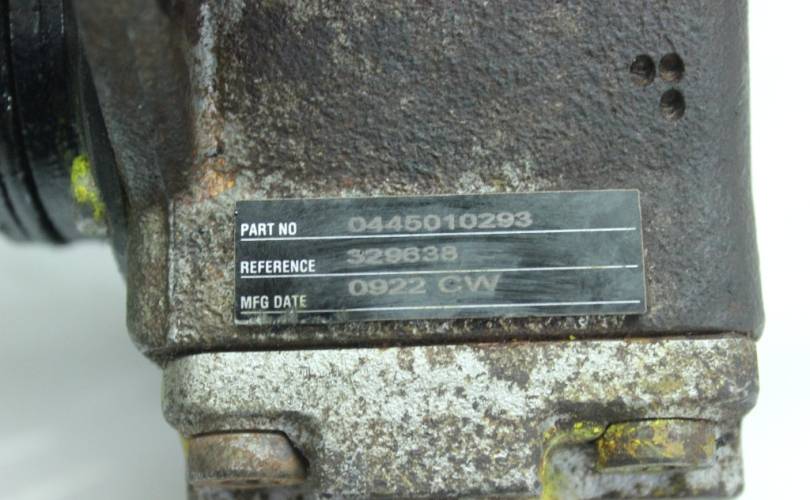 PART NO 0445010293
REFERENCE 329638
MFG DATE 0922 CW